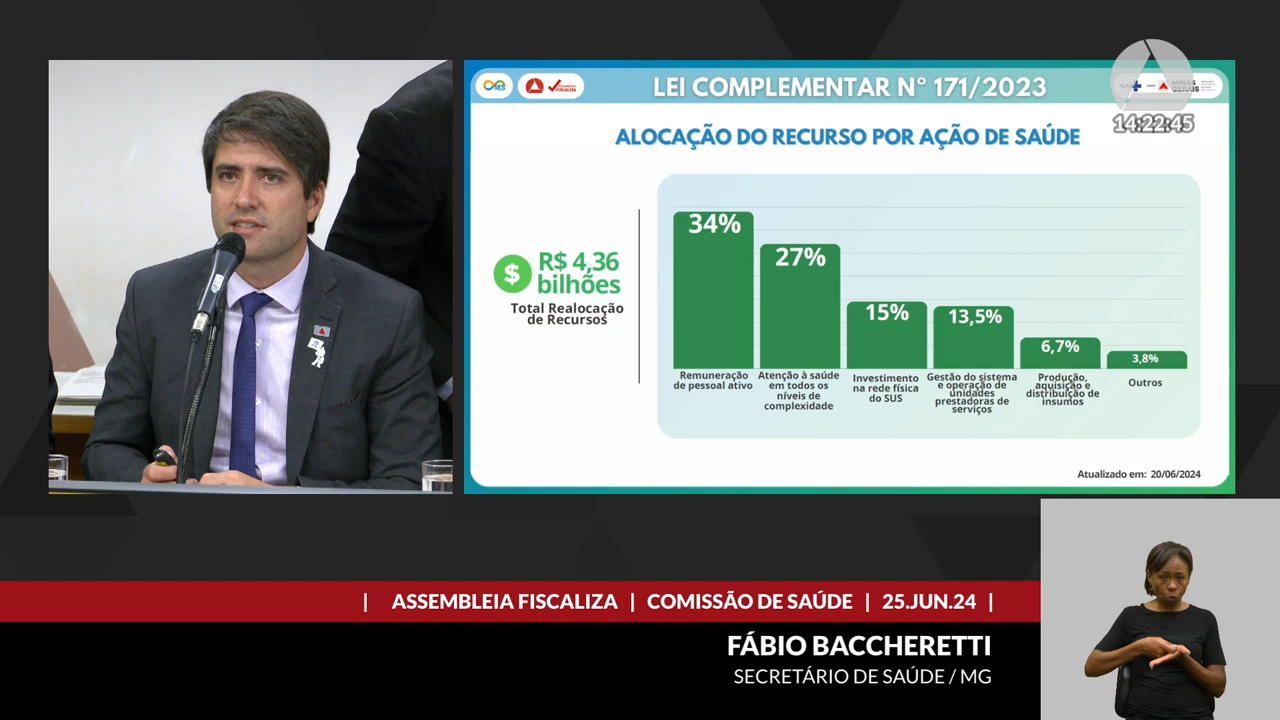 LEI COMPLEMENTAR Nº 171/2023
14:22:45
ALOCAÇÃO DO RECURSO POR AÇÃO DE SAÚDE
$
R$ 4,36
bilhões
Total Realocação
de Recursos
34%
27%
15%
13,5%
6,7%
3,8%
Remuneração
de pessoal ativo
Atenção à saúde
em todos os
níveis de
complexidade
Investimento
na rede física
do SUS
Gestão do sistema
e operação de
unidades
prestadoras de
serviços
Produção,
aquisição e
distribuição de
insumos
Outros
Atualizado em: 20/06/2024
| ASSEMBLEIA FISCALIZA | COMISSÃO DE SAÚDE | 25.JUN.24 |
FÁBIO BACCHERETTI
SECRETÁRIO DE SAÚDE / MG